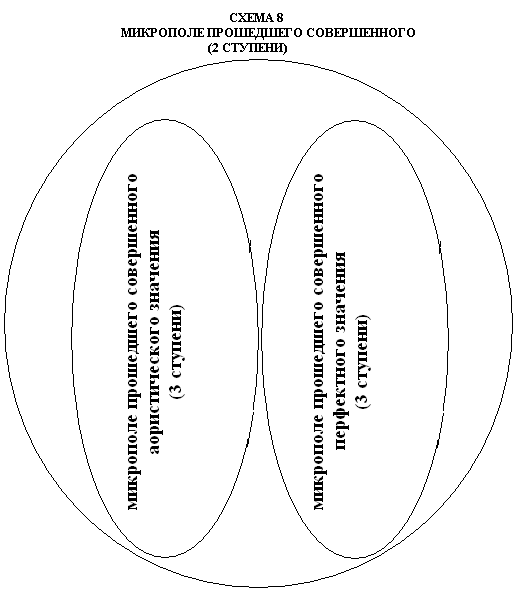 СХЕМА 8
МИКРОПОЛЕ ПРОШЕДШЕГО СОВЕРШЕННОГО
(2 СТУПЕНИ)
микрополе прошедшего совершенного
аористического значения
(3 ступени)
микрополе прошедшего совершенного
перфектного значения
(3 ступени)